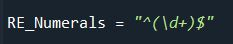 RE_Numerals = "^(\d+)$"